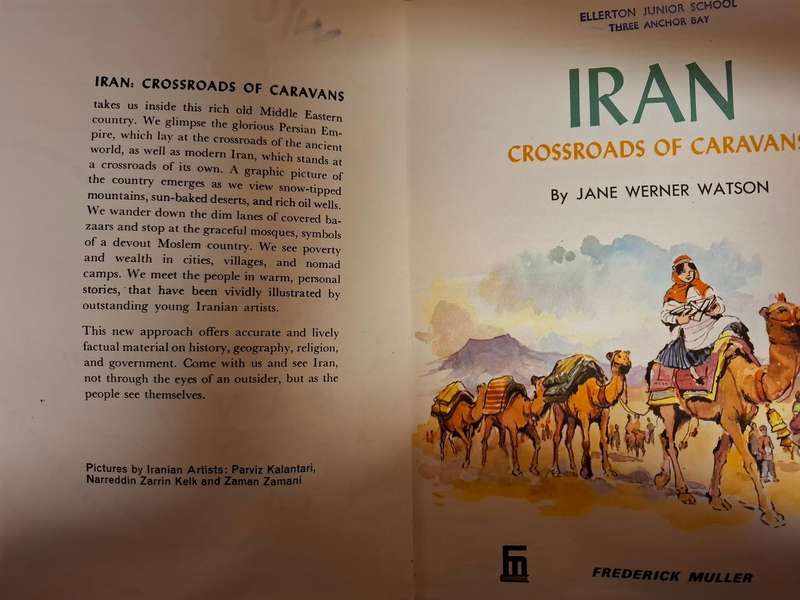 IRAN: CROSSROADS OF CARAVANS
takes us inside this rich old Middle Eastern
country. We glimpse the glorious Persian Em-
pire, which lay at the crossroads of the ancient
world, as well as modern Iran, which stands at
a crossroads of its own. A graphic picture of
the country emerges as we view snow-tipped
mountains, sun-baked deserts, and rich oil wells.
We wander down the dim lanes of covered ba-
zaars and stop at the graceful mosques, symbols
of a devout Moslem country. We see poverty
and wealth in cities, villages, and nomad
camps. We meet the people in warm, personal
stories, that have been vividly illustrated by
outstanding young Iranian artists.
This new approach offers accurate and lively
factual material on history, geography, religion,
and government. Come with us and see Iran,
not through the eyes of an outsider, but as the
people see themselves.
Pictures by Iranian Artists: Parviz Kalantari,
Narreddin Zarrin Kelk and Zaman Zamani
ELLERTON JUNIOR SCHOOL
THREE ANCHOR BAY
IRAN
CROSSROADS OF CARAVANS
By JANE WERNER WATSON
Fm
FREDERICK MULLER